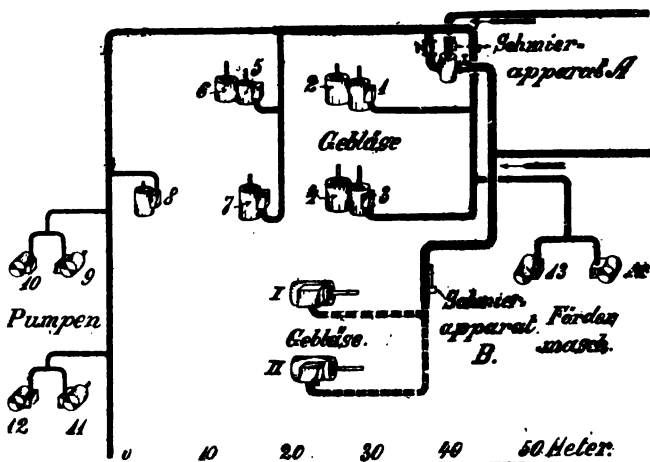 Schmier-
apparat A
5
6
2
1
Gebläse
8
7
4
3
10
9
13
14
Pumpen
I
Gebläse.
II
Schmier-
apparat
B.
Förder
masch.
12
11
0 10 20 30 40 50 Meter.